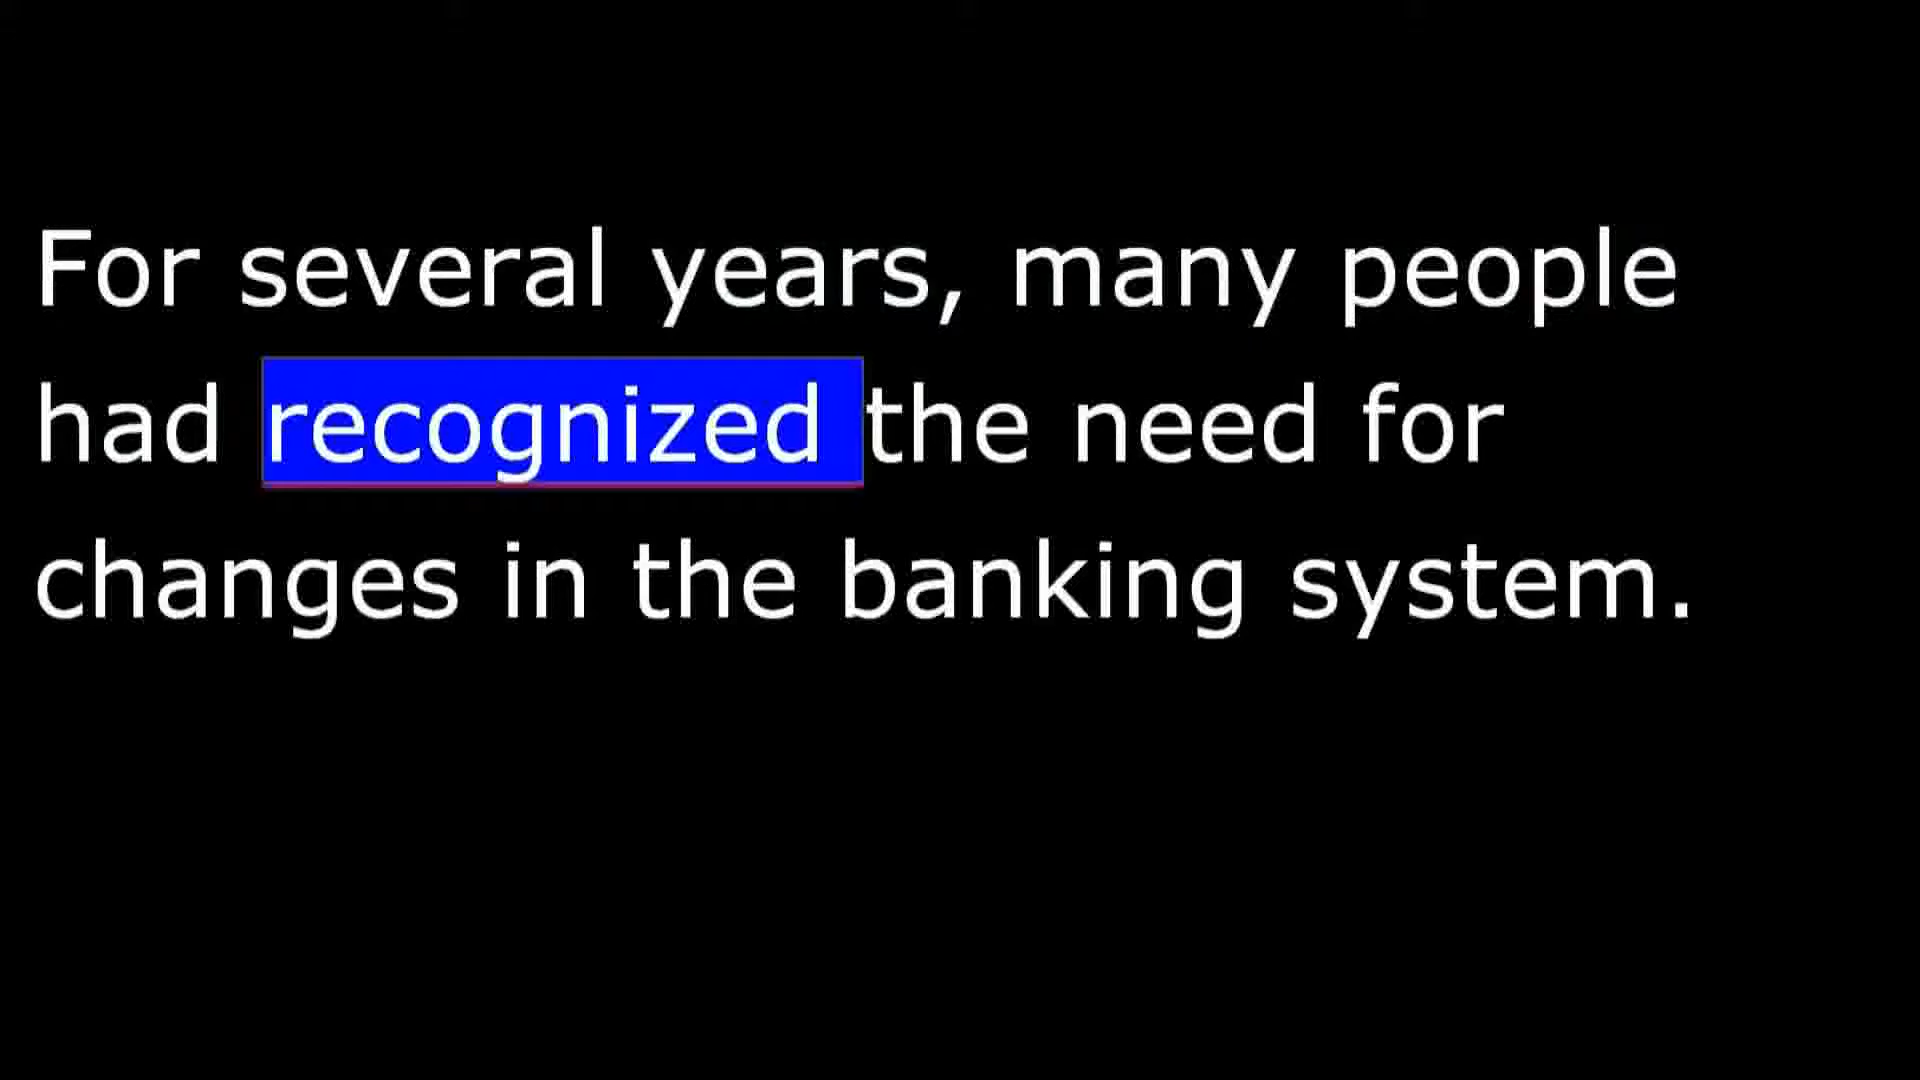 For several years, many people
had recognized the need for
changes in the banking system.